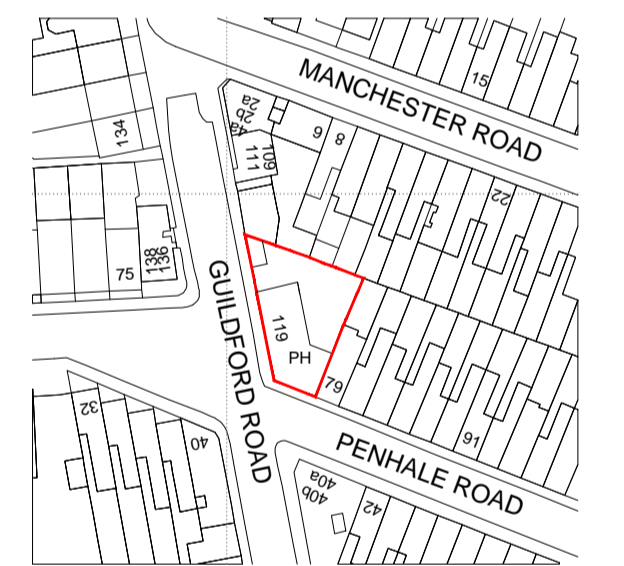 MANCHESTER ROAD
15
134
2a
2b
4a
9
8
111
109
22
138
136
75
GUILDFORD ROAD
119
PH
79
32
40
91
PENHALE ROAD
40a
40b
42